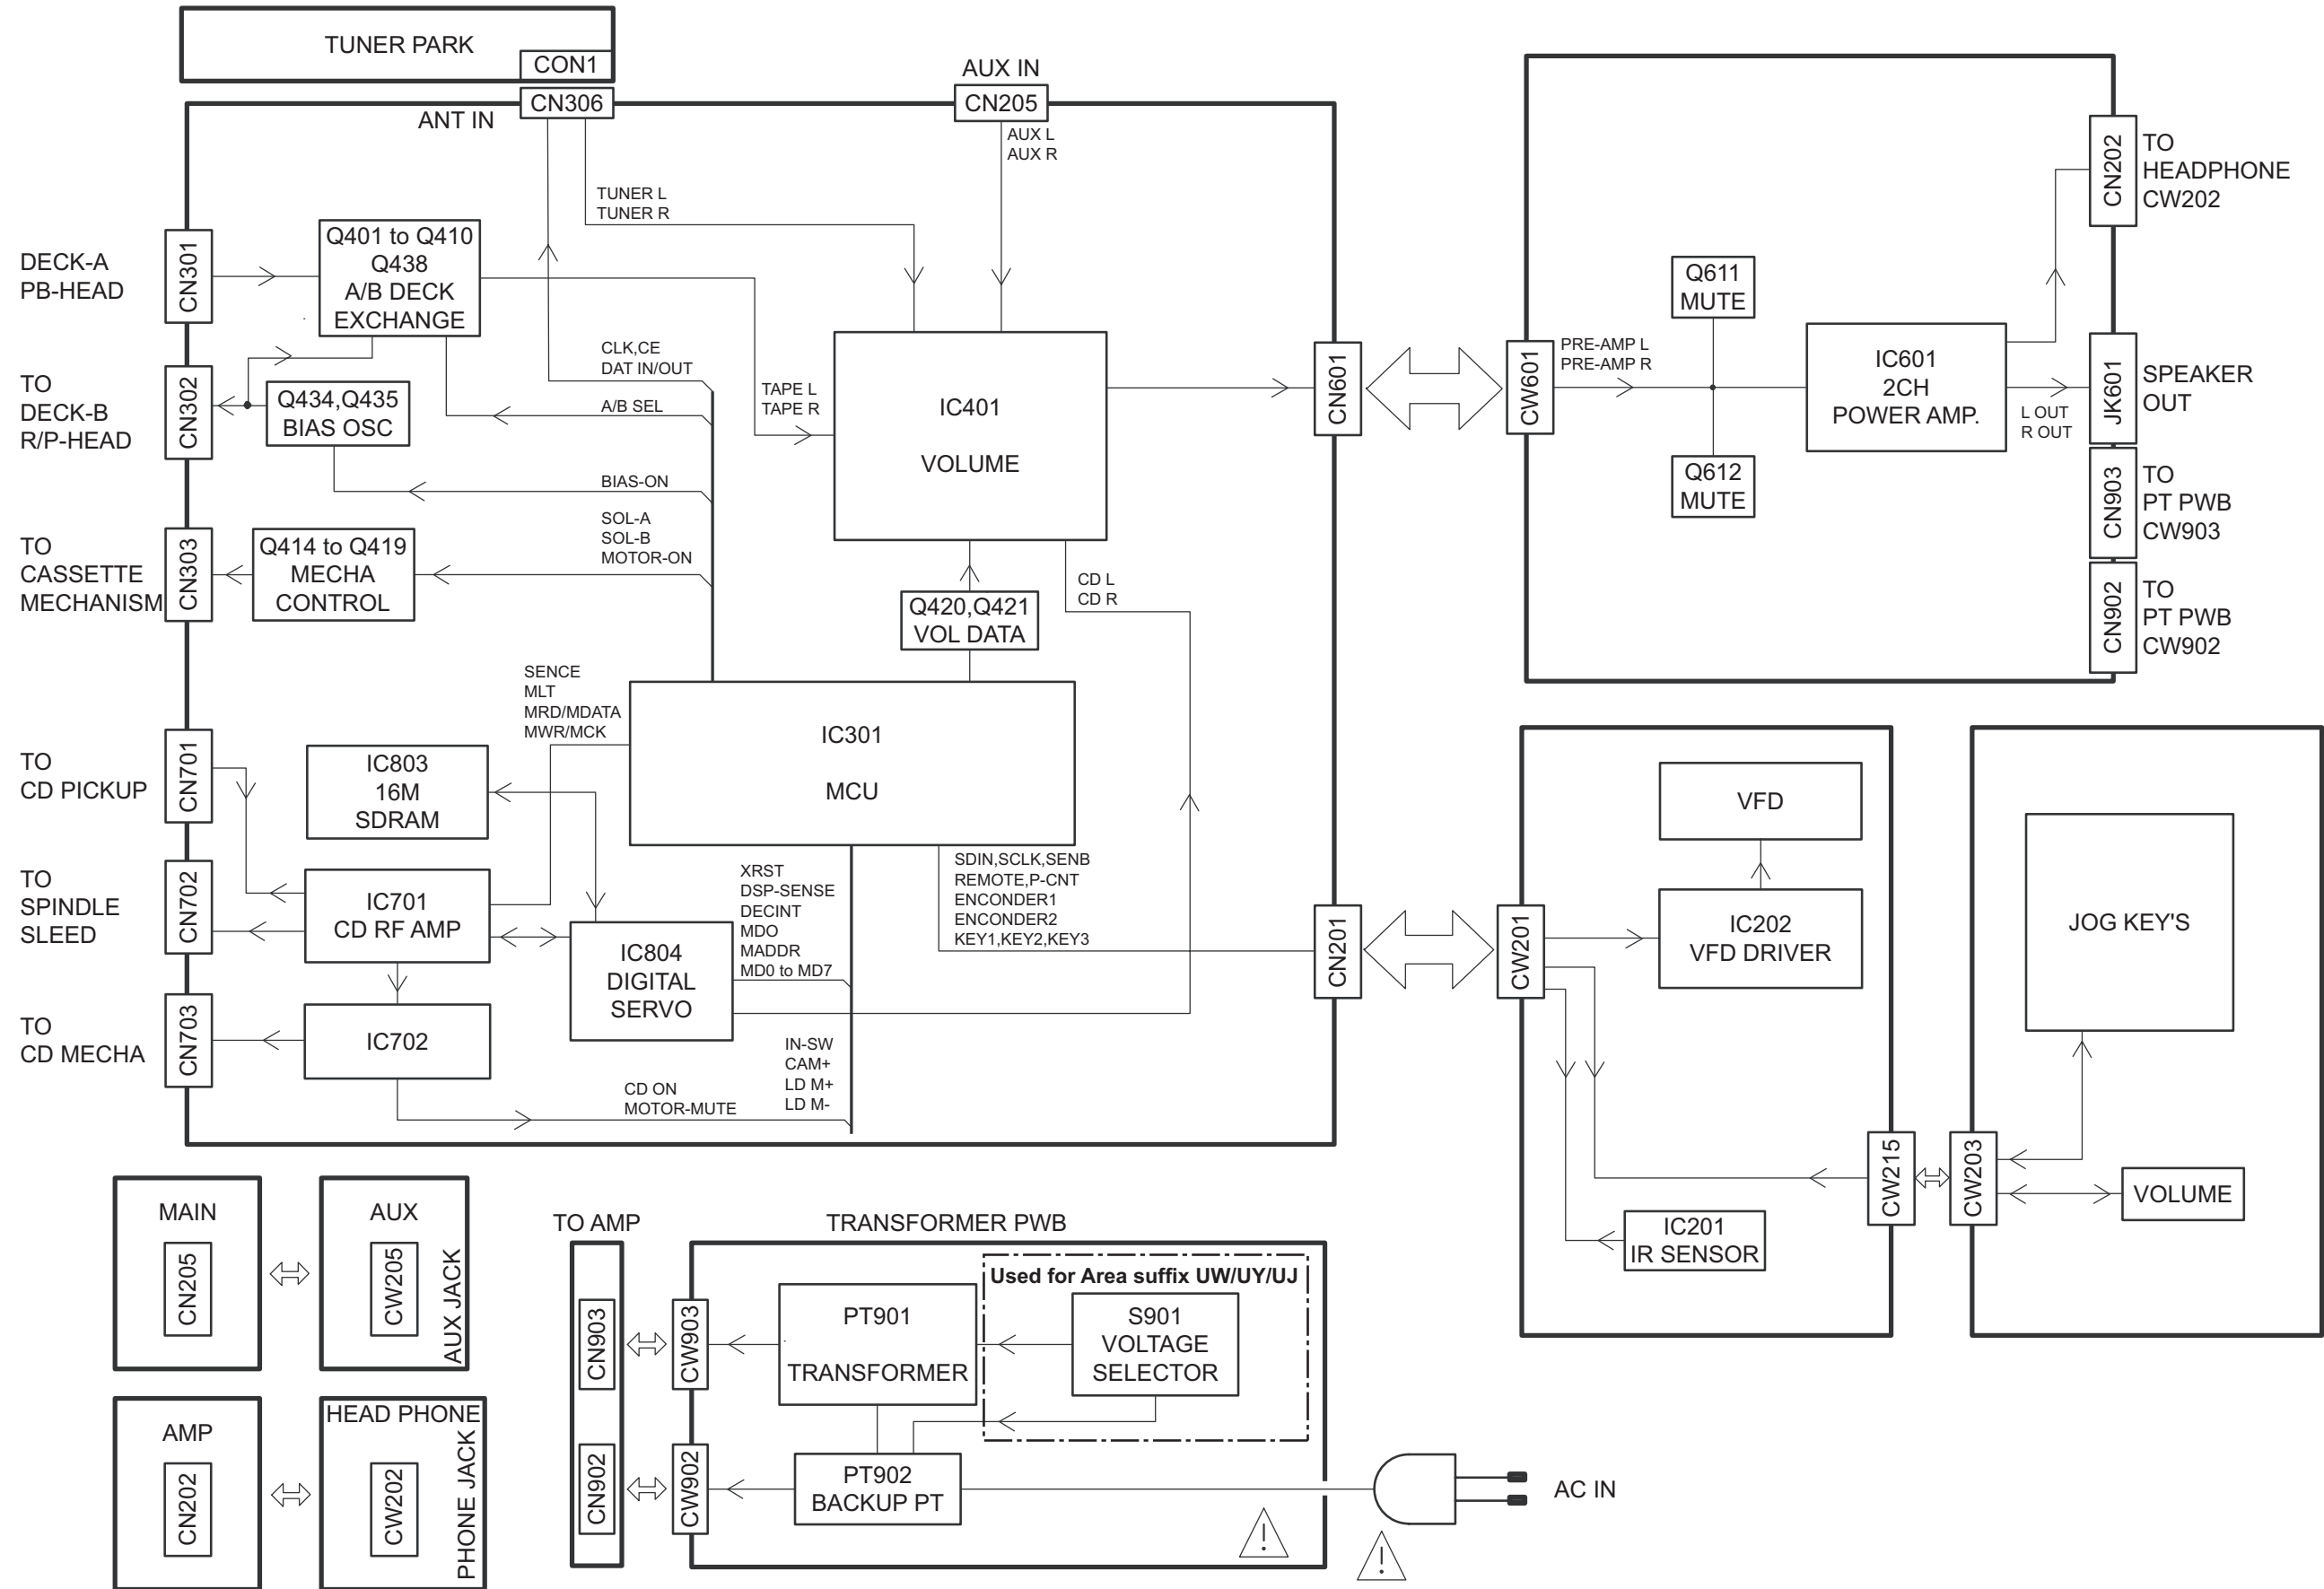 TUNER PARK
CON1
CN306
ANT IN
AUX IN
CN205
AUX L
AUX R
TUNER L
TUNER R
DECK-A
PB-HEAD
CN301
Q401 to Q410
Q438
A/B DECK
EXCHANGE
TO
DECK-B
R/P-HEAD
CN302
Q434,Q435
BIAS OSC
CLK,CE
DAT IN/OUT
A/B SEL
TAPE L
TAPE R
BIAS-ON
SOL-A
SOL-B
MOTOR-ON
IC401
VOLUME
CN601
TO
CASSETTE
MECHANISM
CN303
Q414 to Q419
MECHA
CONTROL
Q420,Q421
VOL DATA
CD L
CD R
SENCE
MLT
MRD/MDATA
MWR/MCK
IC301
MCU
TO
CD PICKUP
CN701
IC803
16M
SDRAM
TO
SPINDLE
SLEED
CN702
IC701
CD RF AMP
IC804
DIGITAL
SERVO
XRST
DSP-SENSE
DECINT
MDO
MADDR
MD0 to MD7
SDIN,SCLK,SENB
REMOTE,P-CNT
ENCONDER1
ENCONDER2
KEY1,KEY2,KEY3
CN201
TO
CD MECHA
CN703
IC702
IN-SW
CAM+
LD M+
LD M-
CD ON
MOTOR-MUTE
CW601
PRE-AMP L
PRE-AMP R
Q611
MUTE
Q612
MUTE
IC601
2CH
POWER AMP.
L OUT
R OUT
CN202
TO
HEADPHONE
CW202
JK601
SPEAKER
OUT
CN903
TO
PT PWB
CW903
CN902
TO
PT PWB
CW902
CW201
VFD
IC202
VFD DRIVER
IC201
IR SENSOR
CW215
CW203
JOG KEY'S
VOLUME
MAIN
CN205
AUX
CW205
AUX JACK
AMP
CN202
HEAD PHONE
CW202
PHONE JACK
TO AMP
CN903
CN902
TRANSFORMER PWB
CW903
CW902
PT901
TRANSFORMER
Used for Area suffix UW/UY/UJ
S901
VOLTAGE
SELECTOR
PT902
BACKUP PT
!
!
AC IN